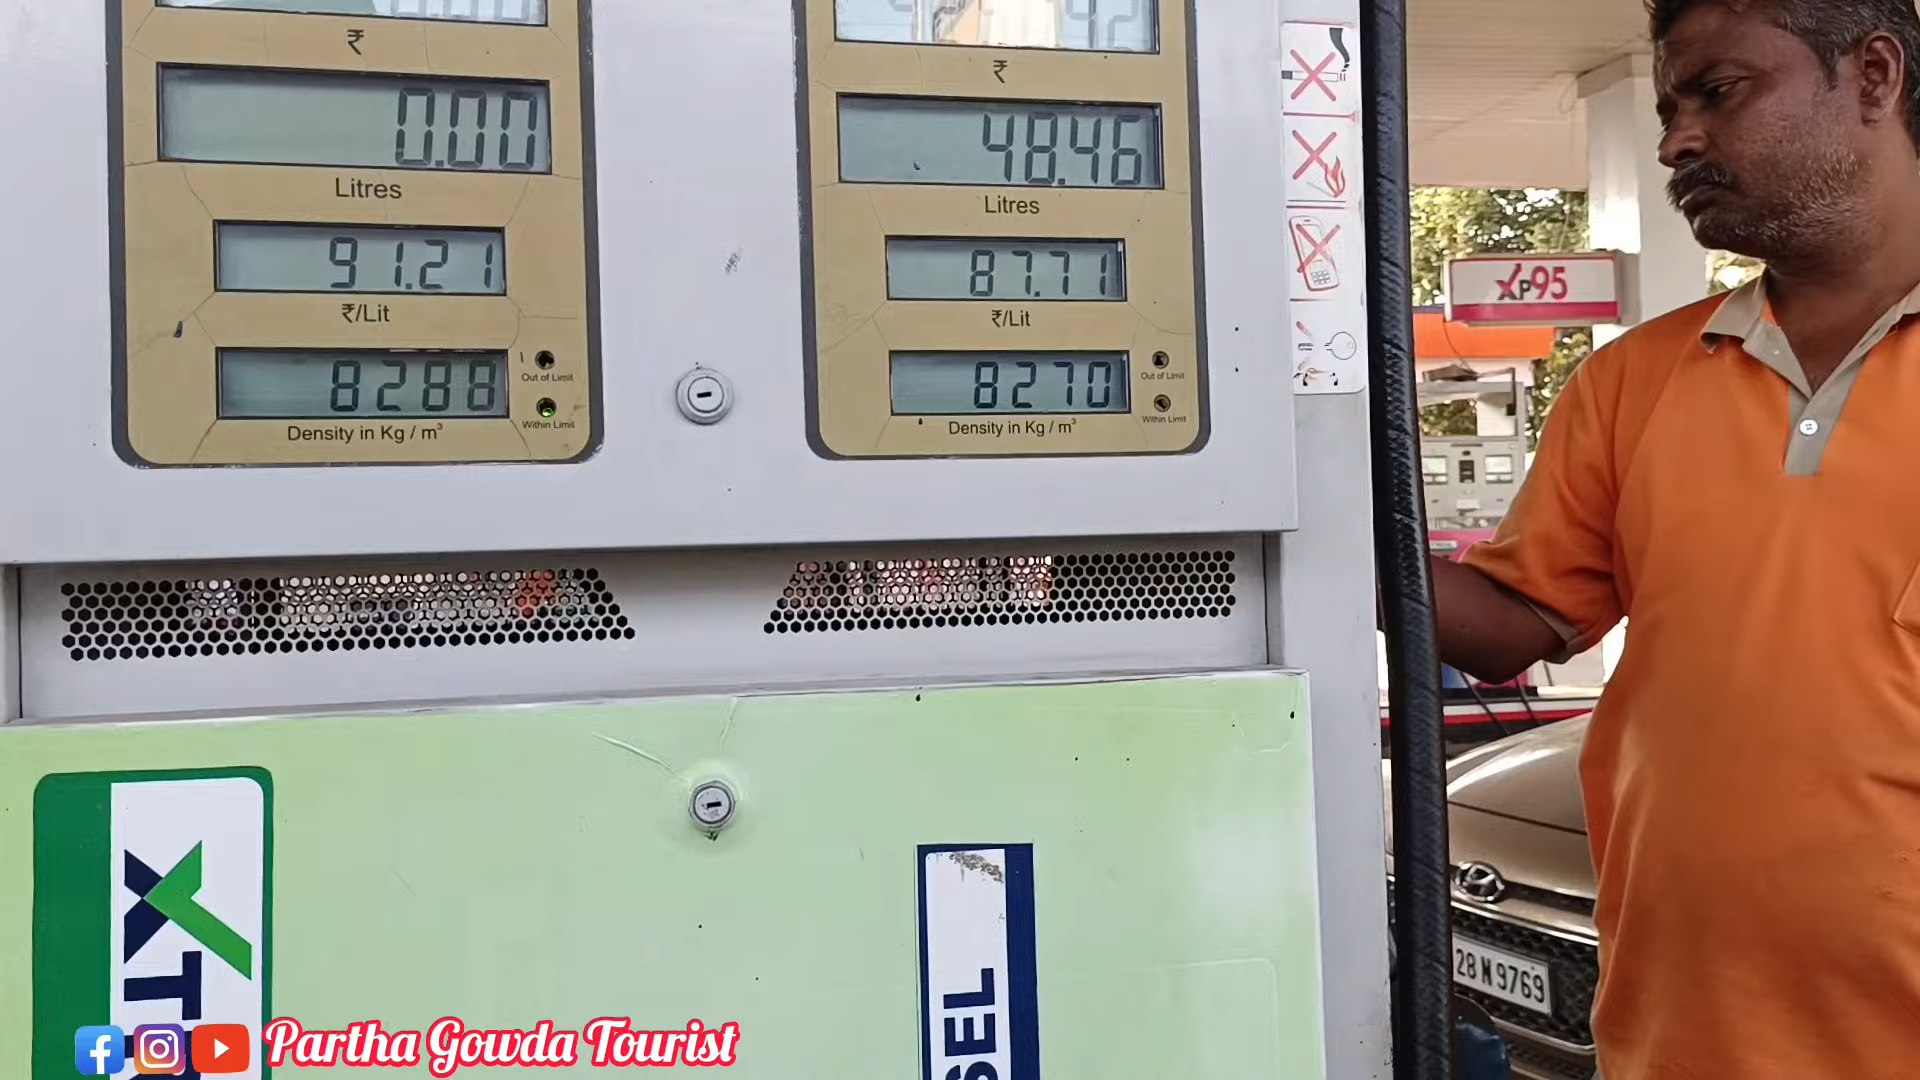 ₹
0.00
Litres
91.21
₹/Lit
8288
Out of Limit
Within Limit
Density in Kg / m³
₹
48.46
Litres
87.71
₹/Lit
8270
Out of Limit
Within Limit
Density in Kg / m³
XP95
28 M 9769
XT
SEL
Partha Gowda Tourist